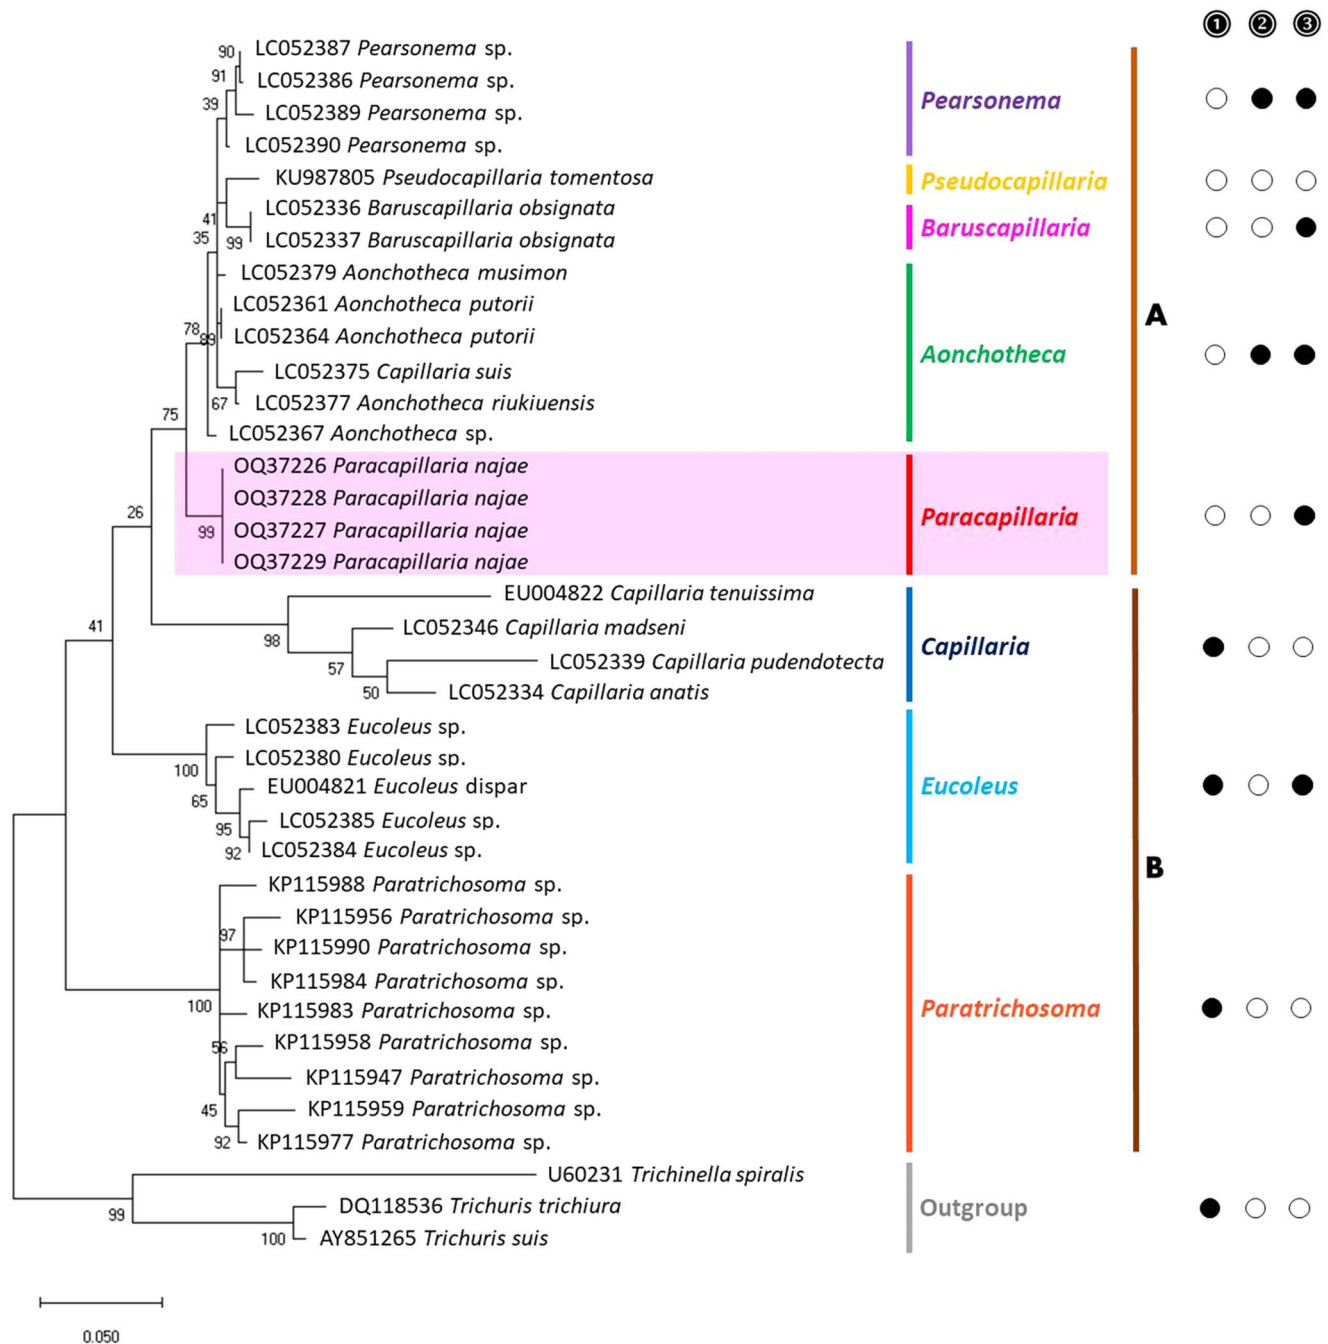 1 2 3
90 LC052387 Pearsonema sp.
91 LC052386 Pearsonema sp.
39 LC052389 Pearsonema sp.
Pearsonema
LC052390 Pearsonema sp.
KU987805 Pseudocapillaria tomentosa
Pseudocapillaria
LC052336 Baruscapillaria obsignata
41
35 99 LC052337 Baruscapillaria obsignata
Baruscapillaria
LC052379 Aonchotheca musimon
LC052361 Aonchotheca putorii
A
78 89 LC052364 Aonchotheca putorii
Aonchotheca
LC052375 Capillaria suis
67 LC052377 Aonchotheca riukiuensis
75
LC052367 Aonchotheca sp.
OQ37226 Paracapillaria najae
OQ37228 Paracapillaria najae
26
Paracapillaria
99 OQ37227 Paracapillaria najae
OQ37229 Paracapillaria najae
EU004822 Capillaria tenuissima
41
98 LC052346 Capillaria madseni
Capillaria
57 LC052339 Capillaria pudendotecta
50 LC052334 Capillaria anatis
LC052383 Eucoleus sp.
LC052380 Eucoleus sp.
100
EU004821 Eucoleus dispar
Eucoleus
65
95 LC052385 Eucoleus sp.
92 LC052384 Eucoleus sp.
B
KP115988 Paratrichosoma sp.
KP115956 Paratrichosoma sp.
97
KP115990 Paratrichosoma sp.
KP115984 Paratrichosoma sp.
100
KP115983 Paratrichosoma sp.
Paratrichosoma
56 KP115958 Paratrichosoma sp.
KP115947 Paratrichosoma sp.
45 KP115959 Paratrichosoma sp.
92 KP115977 Paratrichosoma sp.
U60231 Trichinella spiralis
99 DQ118536 Trichuris trichiura
Outgroup
100 AY851265 Trichuris suis
0.050